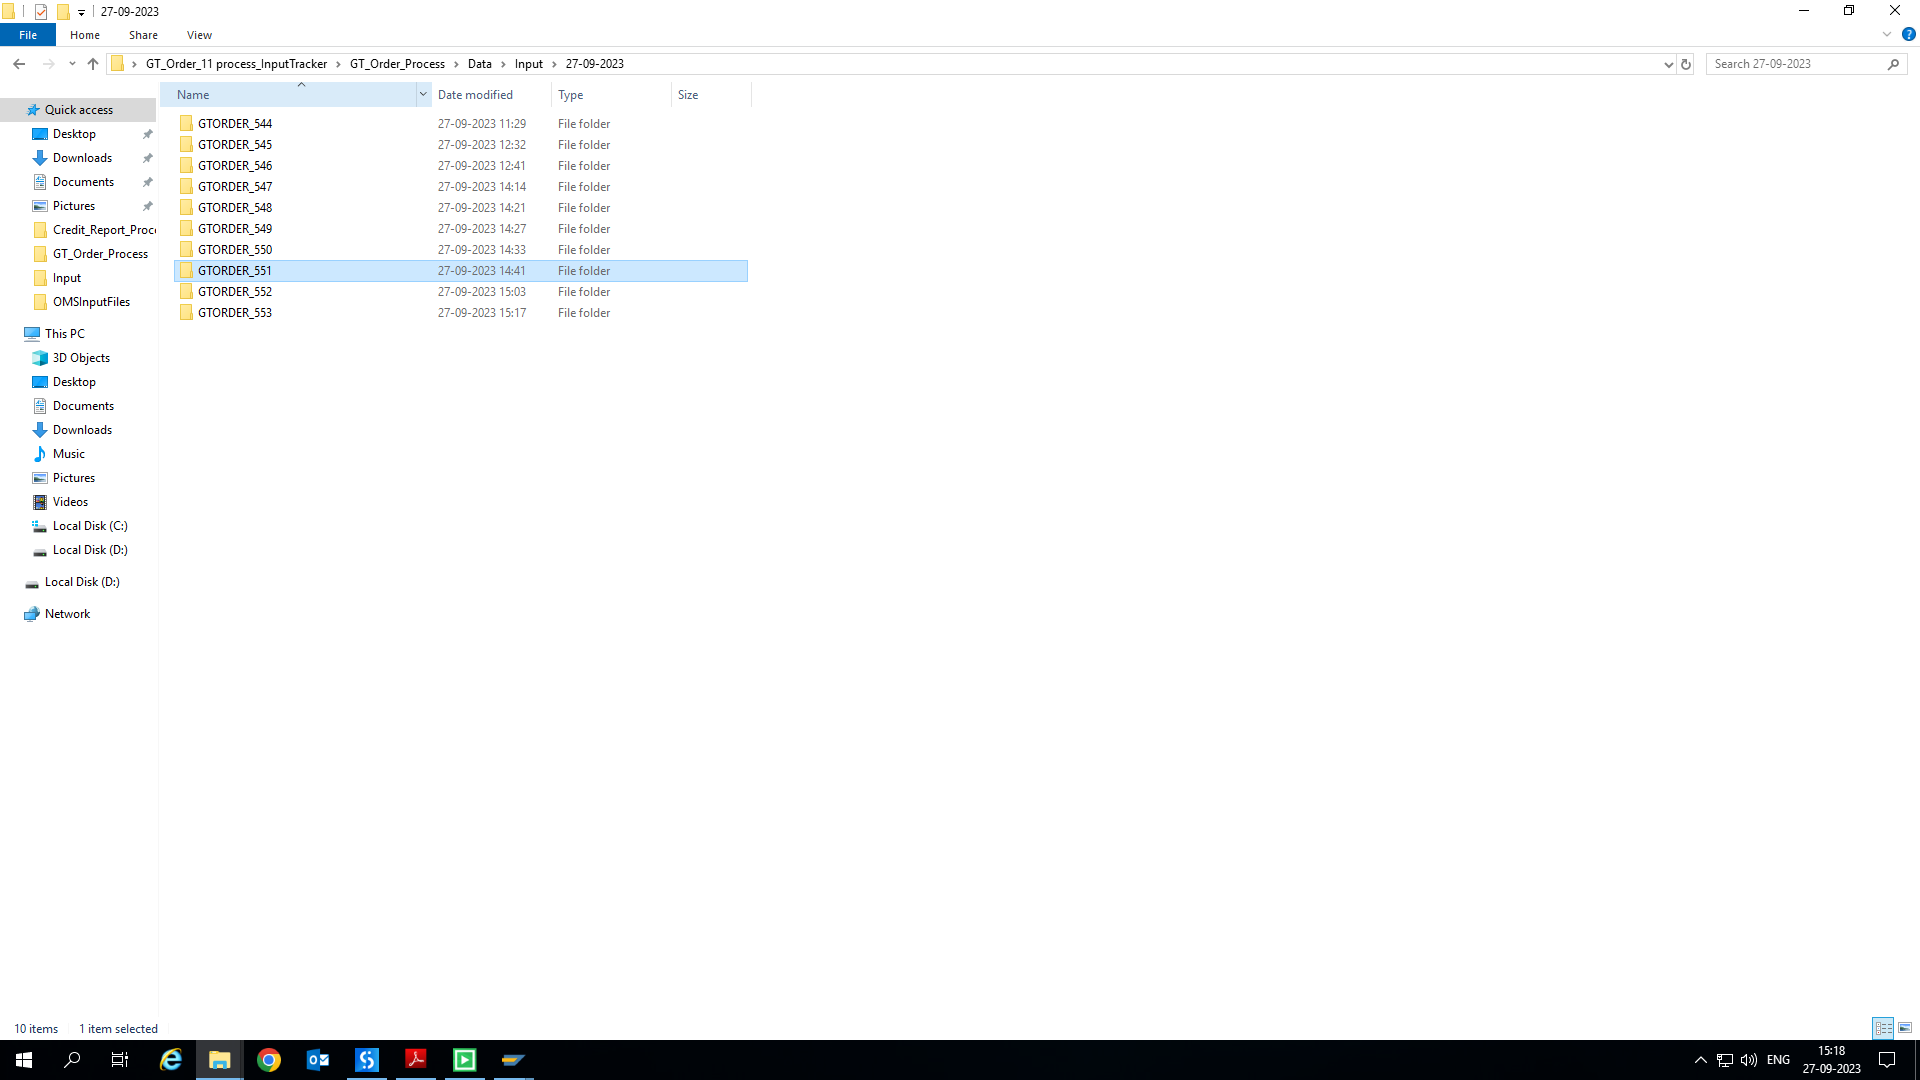 27-09-2023
File Home Share View
GT_Order_11 process_InputTracker GT_Order_Process Data Input 27-09-2023
Search 27-09-2023
Name Date modified Type Size
GTORDER_544 27-09-2023 11:29 File folder
GTORDER_545 27-09-2023 12:32 File folder
GTORDER_546 27-09-2023 12:41 File folder
GTORDER_547 27-09-2023 14:14 File folder
GTORDER_548 27-09-2023 14:21 File folder
GTORDER_549 27-09-2023 14:27 File folder
GTORDER_550 27-09-2023 14:33 File folder
GTORDER_551 27-09-2023 14:41 File folder
GTORDER_552 27-09-2023 15:03 File folder
GTORDER_553 27-09-2023 15:17 File folder
Quick access
Desktop
Downloads
Documents
Pictures
Credit_Report_Proc
GT_Order_Process
Input
OMSInputFiles
This PC
3D Objects
Desktop
Documents
Downloads
Music
Pictures
Videos
Local Disk (C:)
Local Disk (D:)
Local Disk (D:)
Network
10 items 1 item selected
ENG
15:18
27-09-2023